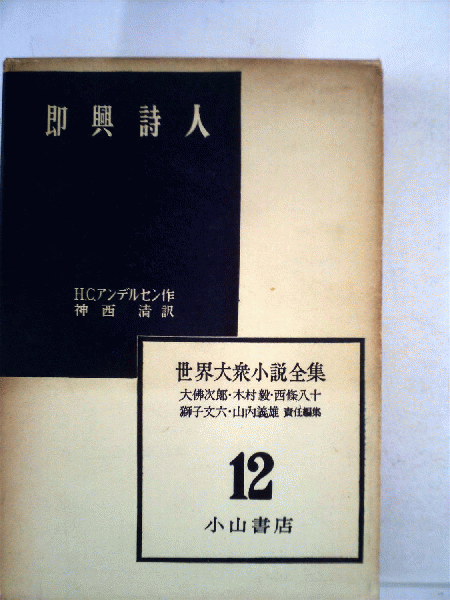 即興詩人
H.C.アンデルセン作
神西清訳
世界大衆小説全集
大佛次郎・木村毅・西條八十
獅子文六・山内義雄 責任編集
12
小山書店